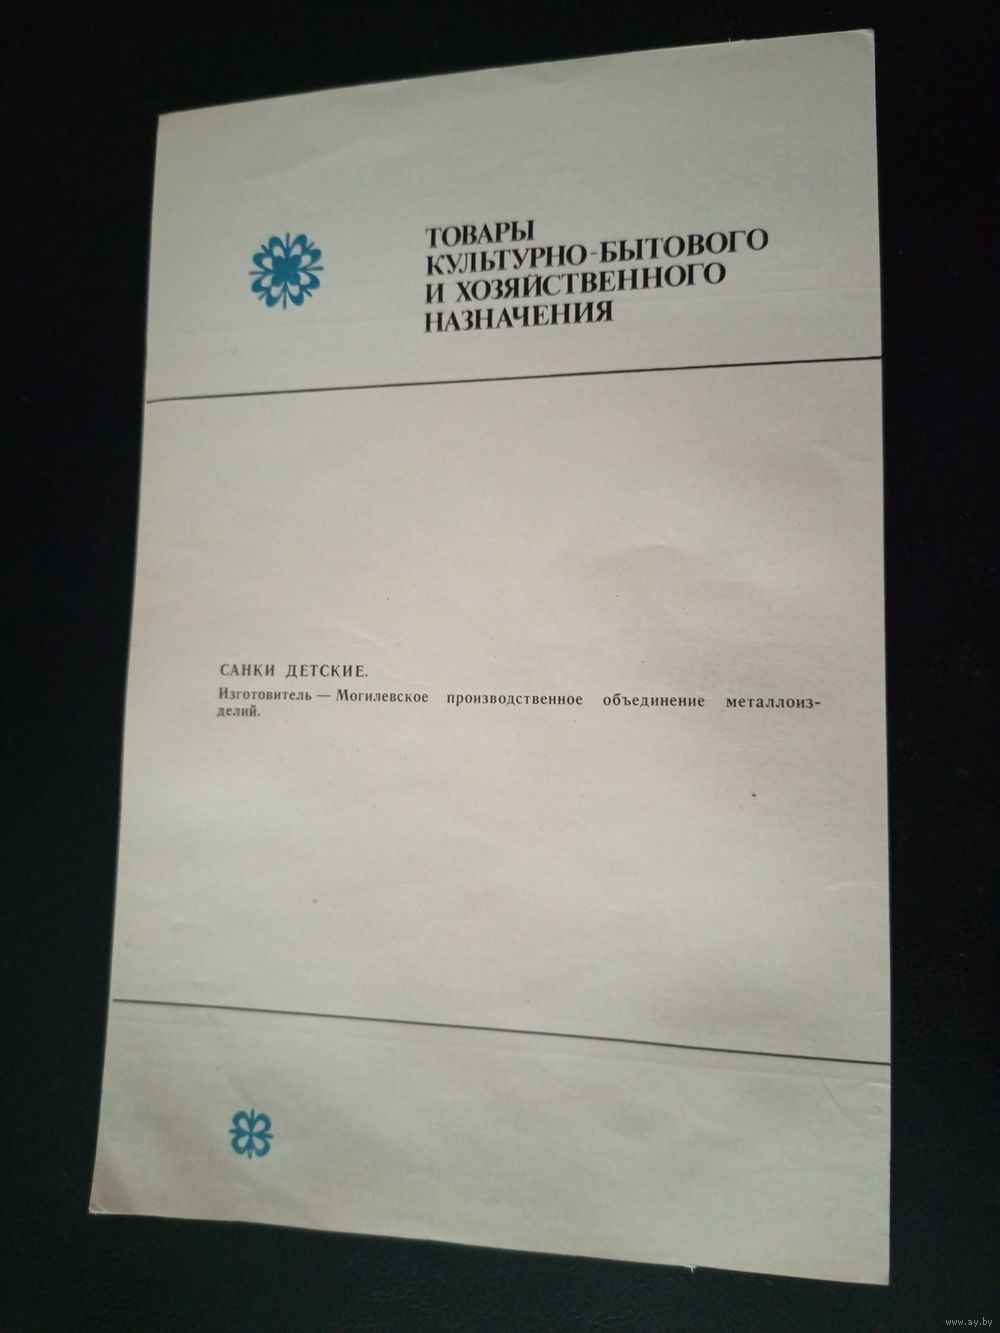 ТОВАРЫ
КУЛЬТУРНО-БЫТОВОГО
И ХОЗЯЙСТВЕННОГО
НАЗНАЧЕНИЯ
САНКИ ДЕТСКИЕ.
Изготовитель — Могилевское производственное объединение металлоиз-
делий.
www.ay.by